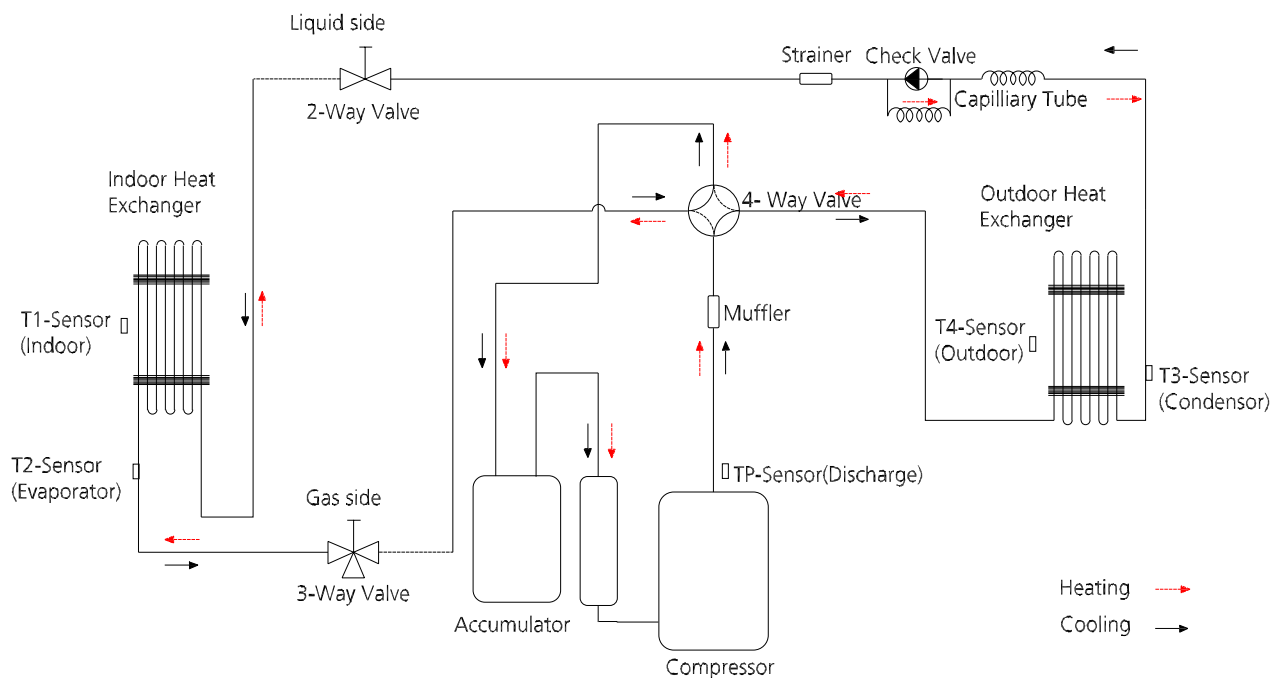 Liquid side
2-Way Valve
Strainer
Check Valve
Capilliary Tube
Indoor Heat
Exchanger
4- Way Valve
Outdoor Heat
Exchanger
T1-Sensor
(Indoor)
Muffler
T4-Sensor
(Outdoor)
T3-Sensor
(Condensor)
T2-Sensor
(Evaporator)
TP-Sensor(Discharge)
Gas side
3-Way Valve
Accumulator
Compressor
Heating
Cooling